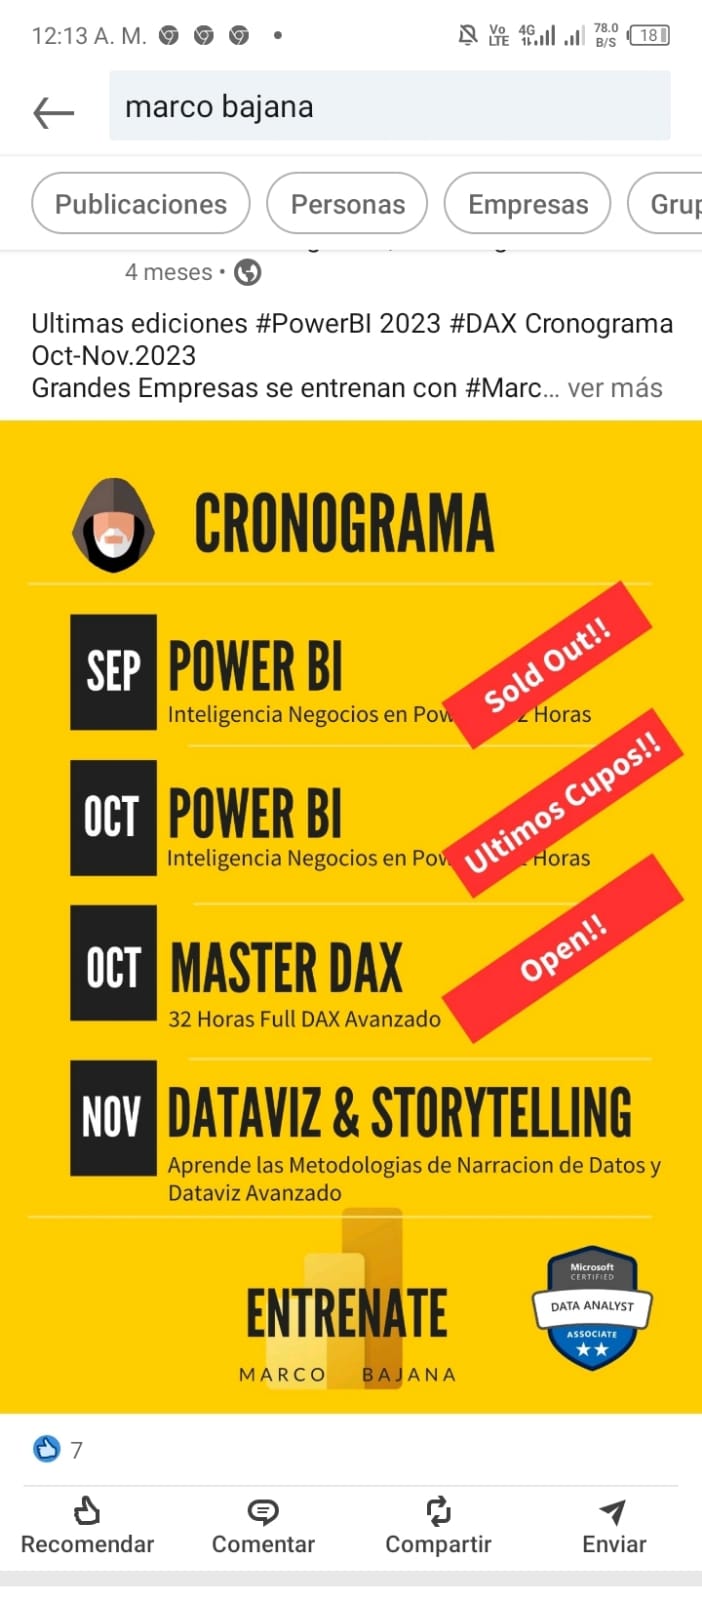 12:13 A. M.
Vo LTE 4G 78.0 B/S 18
marco bajana
Publicaciones Personas Empresas Grup
4 meses •
Ultimas ediciones #PowerBI 2023 #DAX Cronograma
Oct-Nov.2023
Grandes Empresas se entrenan con #Marc... ver más
CRONOGRAMA
SEP POWER BI
Inteligencia Negocios en Pow Horas
Sold Out!!
OCT POWER BI
Inteligencia Negocios en Pow Horas
Ultimos Cupos!!
OCT MASTER DAX
32 Horas Full DAX Avanzado
Open!!
NOV DATAVIZ & STORYTELLING
Aprende las Metodologias de Narracion de Datos y
Dataviz Avanzado
ENTRENATE
MARCO BAJANA
Microsoft
CERTIFIED
DATA ANALYST
ASSOCIATE
7
Recomendar Comentar Compartir Enviar